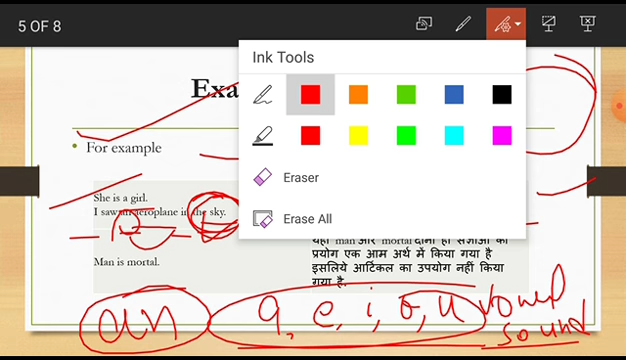 5 OF 8
Ink Tools
Exa
For example
Eraser
She is a girl.
I saw an aeroplane in the sky.
Erase All
यहाँ man और mortal दोनों ही संज्ञाओं का
प्रयोग एक आम अर्थ में किया गया है
Man is mortal.
इसलिये आर्टिकल का उपयोग नहीं किया
गया है.
an a, e, i, o, u vowel
sound